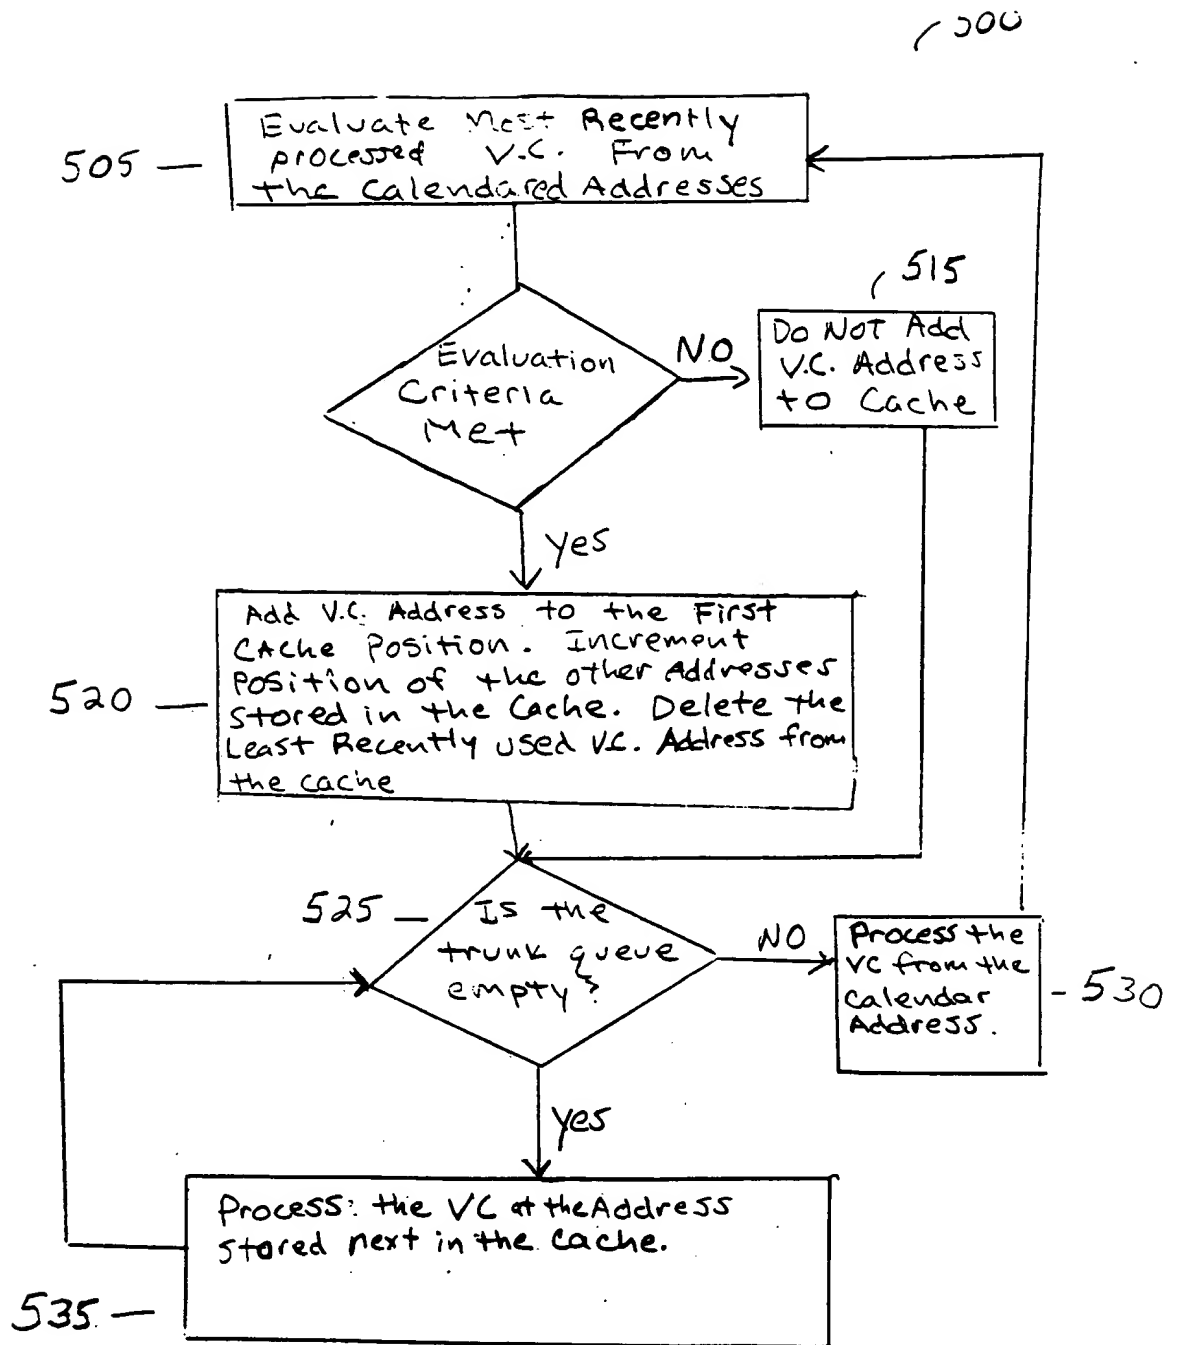 505
Evaluate Most Recently
processed V.C. From
the Calendared Addresses
515
Evaluation
Criteria
Met
NO
Do NOT Add
V.C. Address
to Cache
yes
520
Add V.C. Address to the First
CAche Position. Increment
Position of the other Addresses
stored in the Cache. Delete the
Least Recently used V.C. Address from
the cache
525
Is the
trunk queue
empty?
NO
Process the
VC from the
Calendar
Address.
530
yes
Process: the VC at the Address
stored next in the Cache.
535